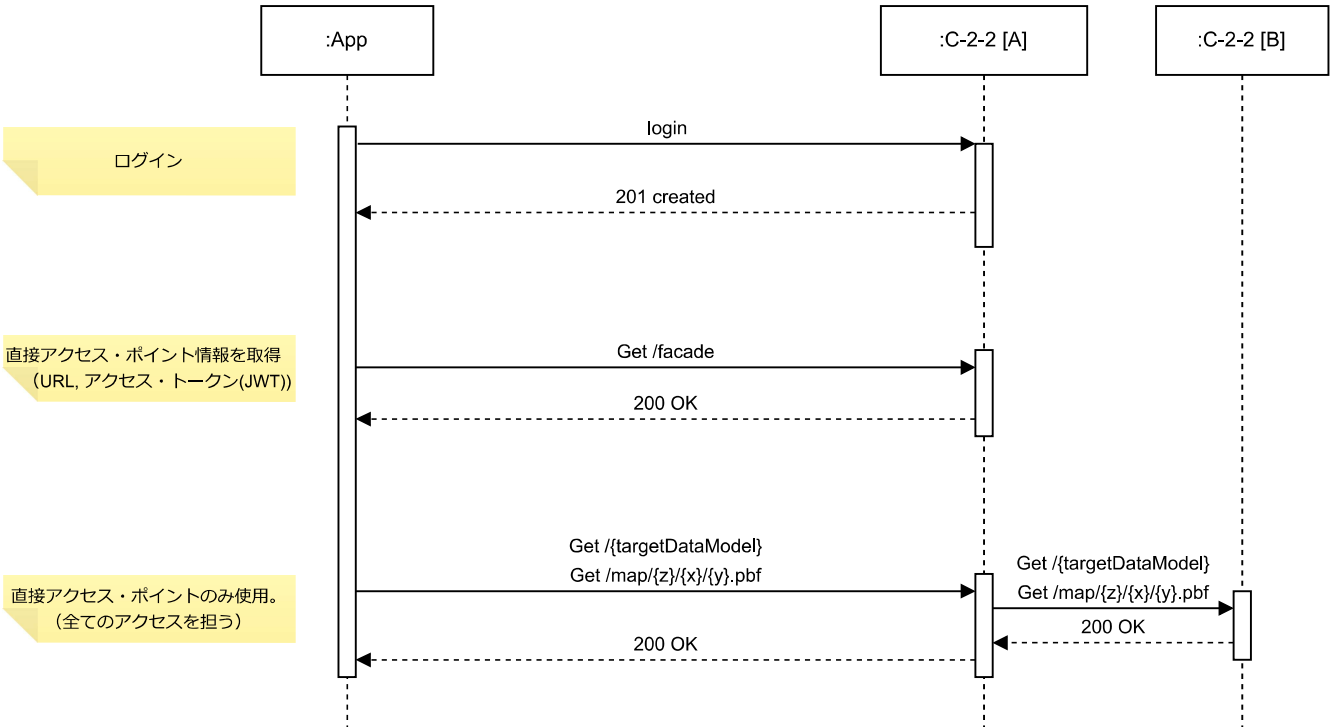 :App
:C-2-2 [A]
:C-2-2 [B]
ログイン
login
201 created
直接アクセス・ポイント情報を取得
（URL, アクセス・トークン(JWT))
Get /facade
200 OK
直接アクセス・ポイントのみ使用。
（全てのアクセスを担う）
Get /{targetDataModel}
Get /map/{z}/{x}/{y}.pbf
Get /{targetDataModel}
Get /map/{z}/{x}/{y}.pbf
200 OK
200 OK